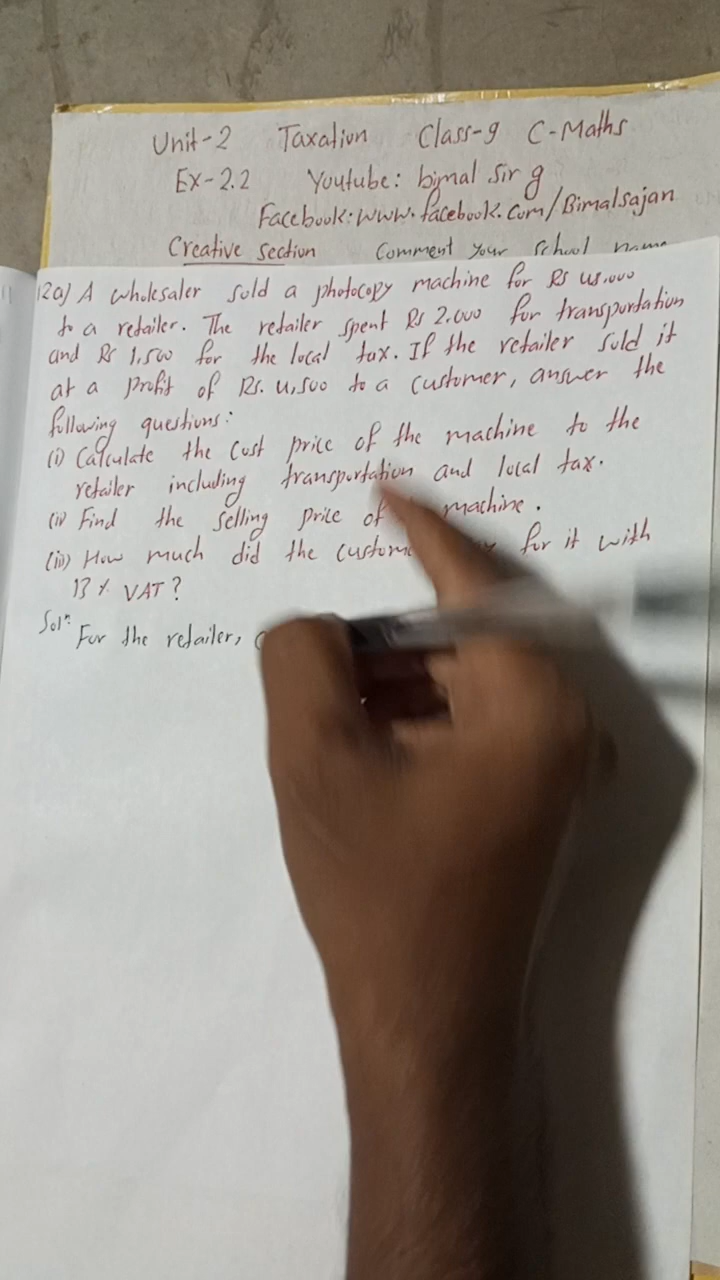 Unit-2 Taxation Class-9 C-Maths
Ex-2.2 Youtube: bimal sir g
Facebook: www.facebook.com/Bimalsajan
Creative section Comment your school name
12a) A wholesaler sold a photocopy machine for Rs 45,000
to a retailer. The retailer spent Rs 2,000 for transportation
and Rs 1,500 for the local tax. If the retailer sold it
at a profit of Rs. 4,500 to a customer, answer the
following questions:
(i) Calculate the cost price of the machine to the
retailer including transportation and local tax.
(ii) Find the selling price of machine.
(iii) How much did the custome for it with
13% VAT?
Solⁿ: For the retailer,